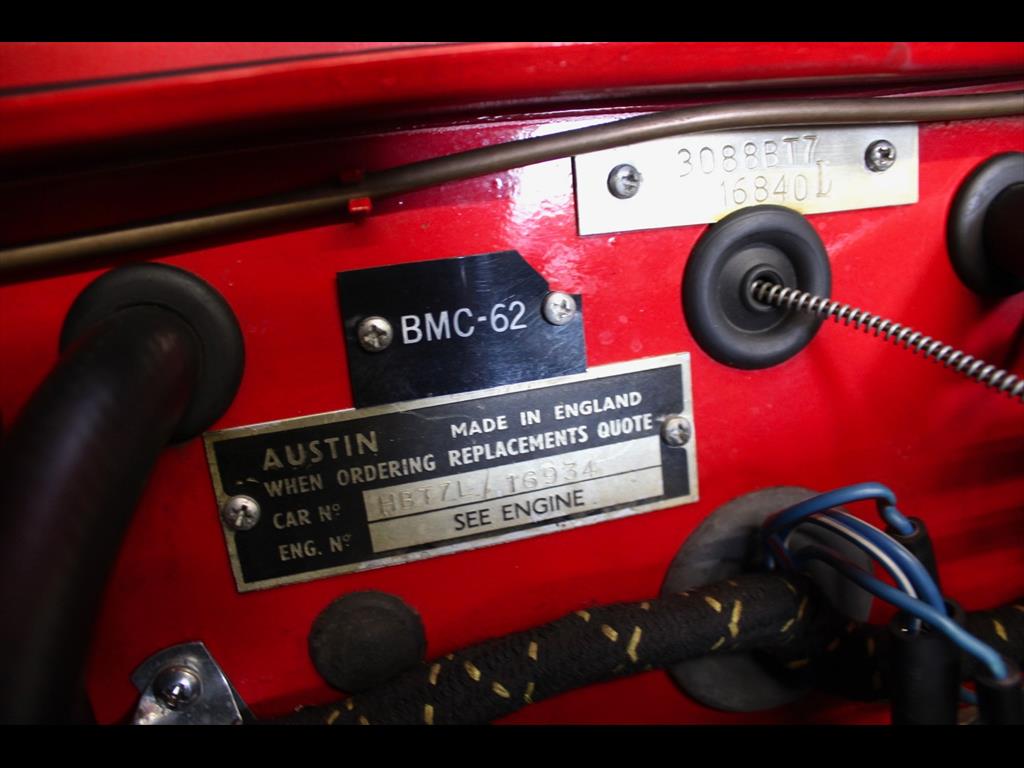 3088BT7
16840L
BMC-62
AUSTIN MADE IN ENGLAND
WHEN ORDERING REPLACEMENTS QUOTE
CAR Nº HBT7L/16934
ENG. Nº SEE ENGINE